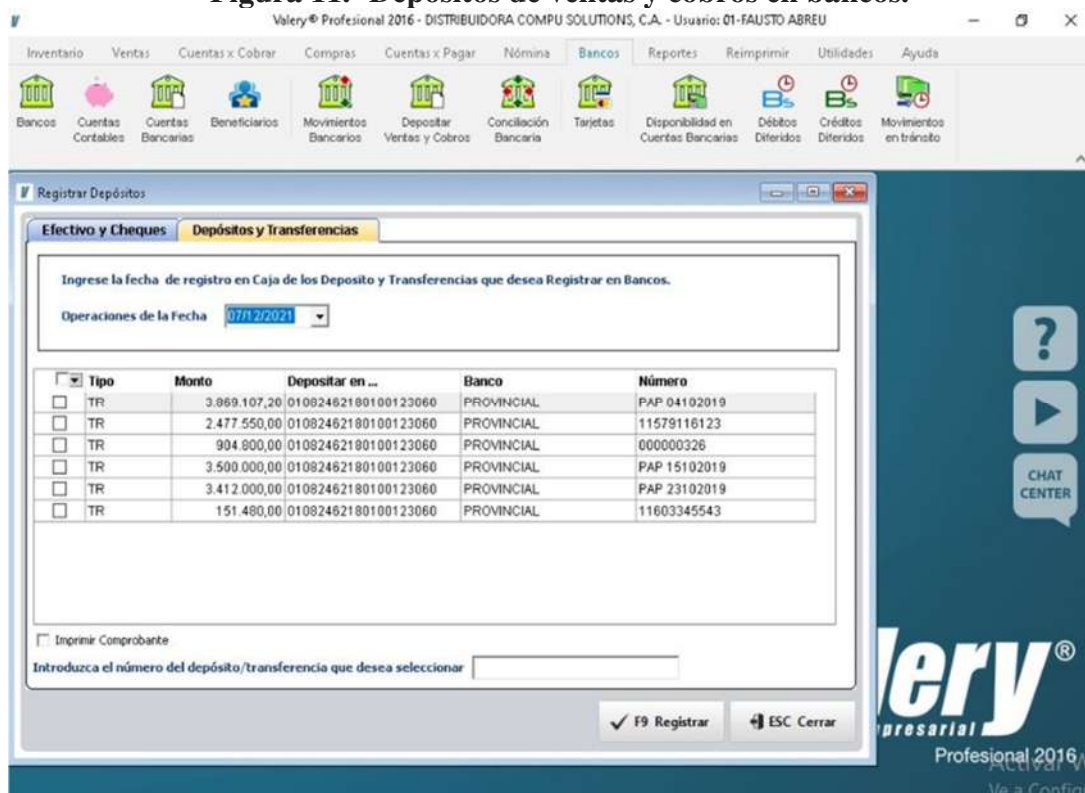 Figura 11. Depósitos de ventas y cobros en bancos.
Valery® Profesional 2016 - DISTRIBUIDORA COMPU SOLUTIONS, C.A. - Usuario: 01-FAUSTO ABREU
Inventario Ventas Cuentas x Cobrar Compras Cuentas x Pagar Nómina Bancos Reportes Reimprimir Utilidades Ayuda
Bancos Cuentas Contables Cuentas Bancarias Beneficiarios Movimientos Bancarios Depositar Ventas y Cobros Conciliación Bancaria Tarjetas Disponibilidad en Cuentas Bancarias Débitos Diferidos Créditos Diferidos Movimientos en tránsito
Registrar Depósitos
Efectivo y Cheques Depósitos y Transferencias
Ingrese la fecha de registro en Caja de los Deposito y Transferencias que desea Registrar en Bancos.
Operaciones de la Fecha 07/12/2021
Tipo Monto Depositar en ... Banco Número
TR 3.869.107,20 01082462180100123060 PROVINCIAL PAP 04102019
TR 2.477.550,00 01082462180100123060 PROVINCIAL 11579116123
TR 904.800,00 01082462180100123060 PROVINCIAL 000000326
TR 3.500.000,00 01082462180100123060 PROVINCIAL PAP 15102019
TR 3.412.000,00 01082462180100123060 PROVINCIAL PAP 23102019
TR 151.480,00 01082462180100123060 PROVINCIAL 11603345543
Imprimir Comprobante
Introduzca el número del depósito/transferencia que desea seleccionar
F9 Registrar ESC Cerrar
?
CHAT
CENTER
lery®
presarial
Profesional 2016
Activar W
Ve a Config